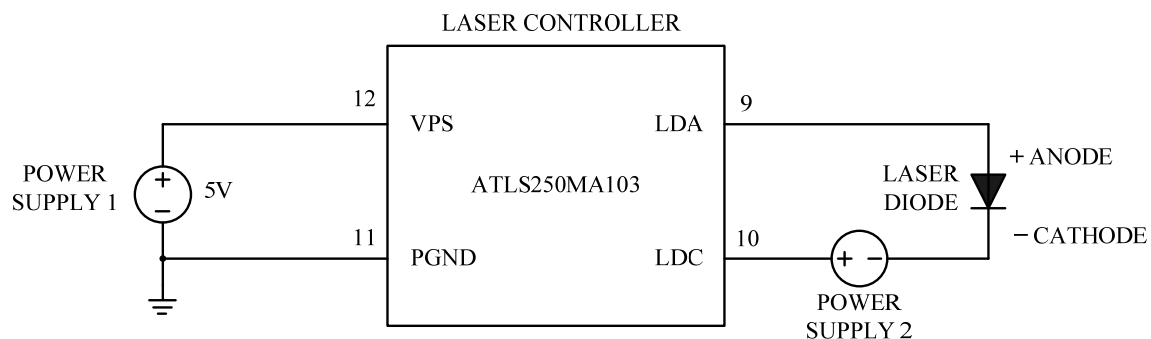 LASER CONTROLLER
12
9
VPS
LDA
+
5V
POWER
SUPPLY 1
−
ATLS250MA103
+ ANODE
LASER
DIODE
− CATHODE
11
10
PGND
LDC
+ −
POWER
SUPPLY 2